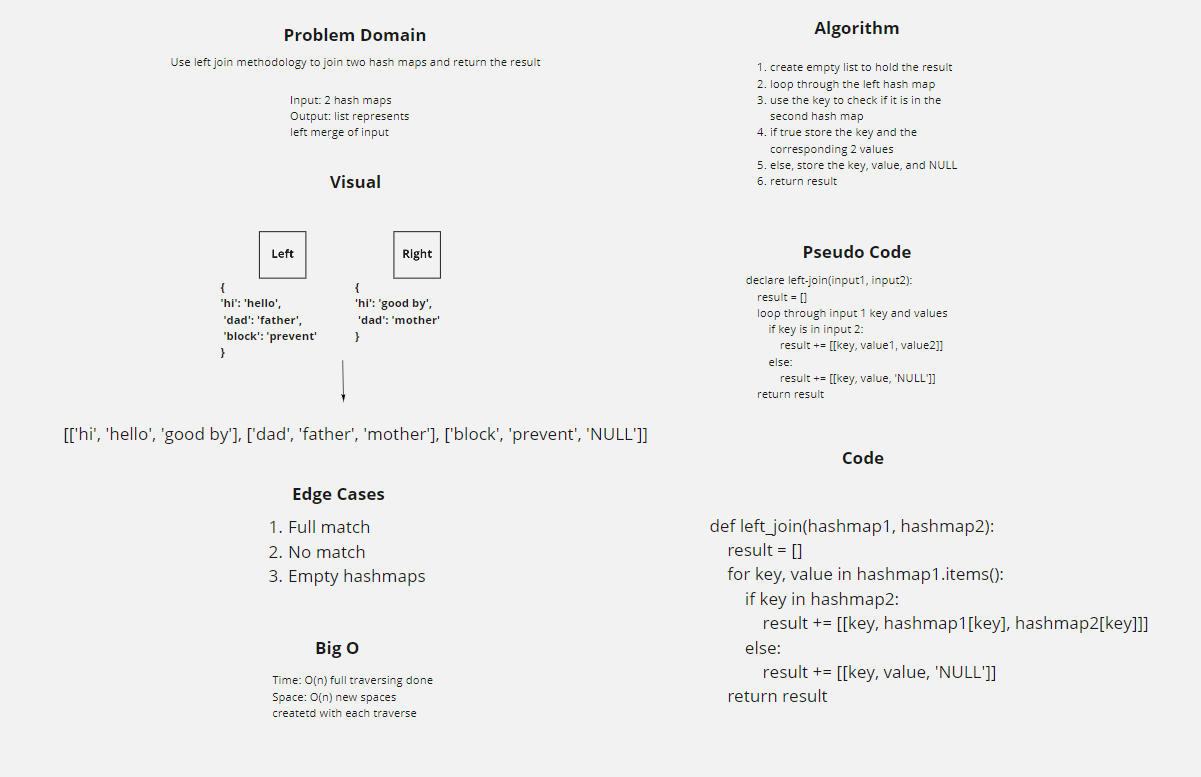 Problem Domain
Use left join methodology to join two hash maps and return the result
Input: 2 hash maps
Output: list represents
left merge of input
Visual
Left
Right
{
'hi': 'hello',
'dad': 'father',
'block': 'prevent'
}
{
'hi': 'good by',
'dad': 'mother'
}
[['hi', 'hello', 'good by'], ['dad', 'father', 'mother'], ['block', 'prevent', 'NULL']]
Edge Cases
1. Full match
2. No match
3. Empty hashmaps
Big O
Time: O(n) full traversing done
Space: O(n) new spaces
createtd with each traverse
Algorithm
1. create empty list to hold the result
2. loop through the left hash map
3. use the key to check if it is in the
second hash map
4. if true store the key and the
corresponding 2 values
5. else, store the key, value, and NULL
6. return result
Pseudo Code
declare left-join(input1, input2):
result = []
loop through input 1 key and values
if key is in input 2:
result += [[key, value1, value2]]
else:
result += [[key, value, 'NULL']]
return result
Code
def left_join(hashmap1, hashmap2):
result = []
for key, value in hashmap1.items():
if key in hashmap2:
result += [[key, hashmap1[key], hashmap2[key]]]
else:
result += [[key, value, 'NULL']]
return result